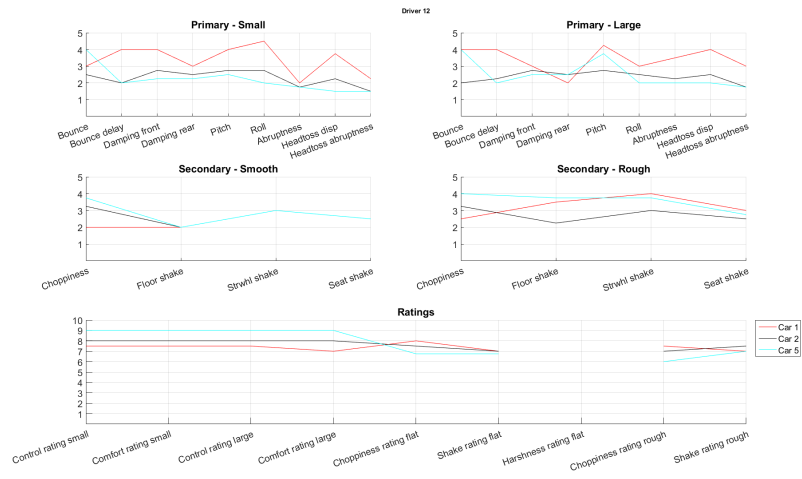 Driver 12
Primary - Small
5
4
3
2
1
Bounce
Bounce delay
Damping front
Damping rear
Pitch
Roll
Abruptness
Headtoss disp
Headtoss abruptness
Primary - Large
5
4
3
2
1
Bounce
Bounce delay
Damping front
Damping rear
Pitch
Roll
Abruptness
Headtoss disp
Headtoss abruptness
Secondary - Smooth
5
4
3
2
1
Choppiness
Floor shake
Strwhl shake
Seat shake
Secondary - Rough
5
4
3
2
1
Choppiness
Floor shake
Strwhl shake
Seat shake
Ratings
10
9
8
7
6
5
4
3
2
1
Control rating small
Comfort rating small
Control rating large
Comfort rating large
Choppiness rating flat
Shake rating flat
Harshness rating flat
Choppiness rating rough
Shake rating rough
Car 1
Car 2
Car 5